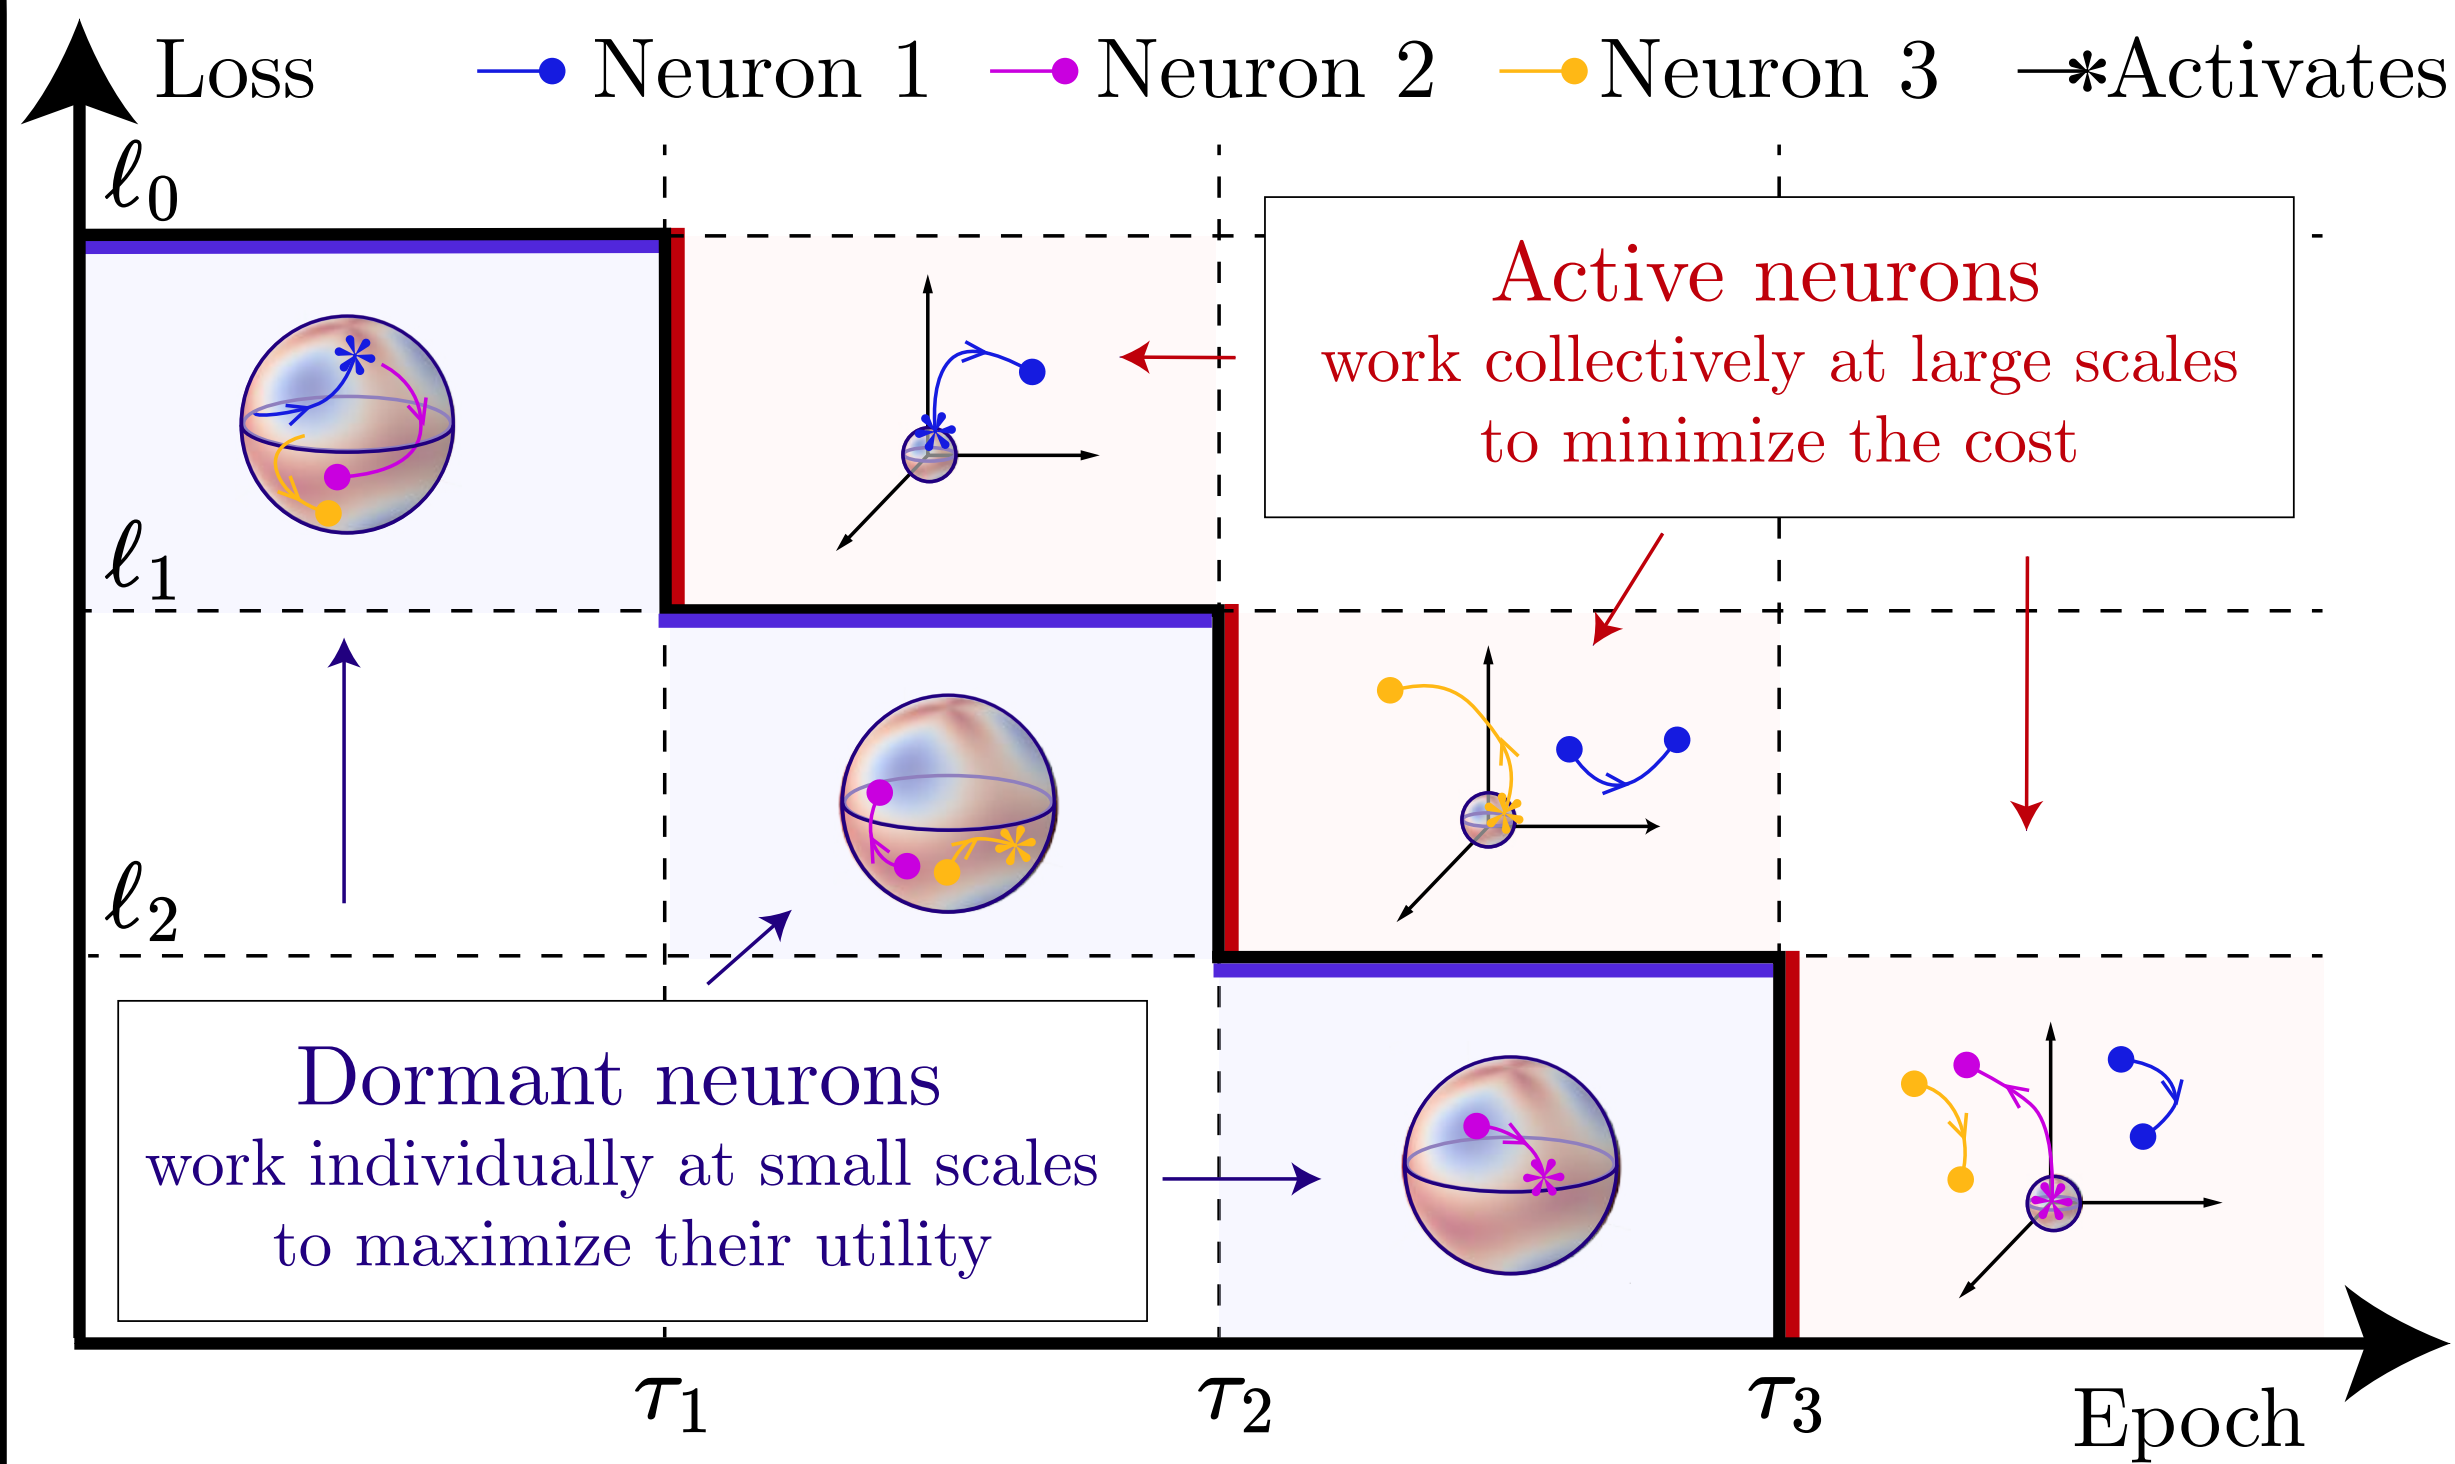 Loss
Neuron 1
Neuron 2
Neuron 3
Activates
ℓ0
Active neurons
work collectively at large scales
to minimize the cost
ℓ1
ℓ2
Dormant neurons
work individually at small scales
to maximize their utility
τ1
τ2
τ3
Epoch